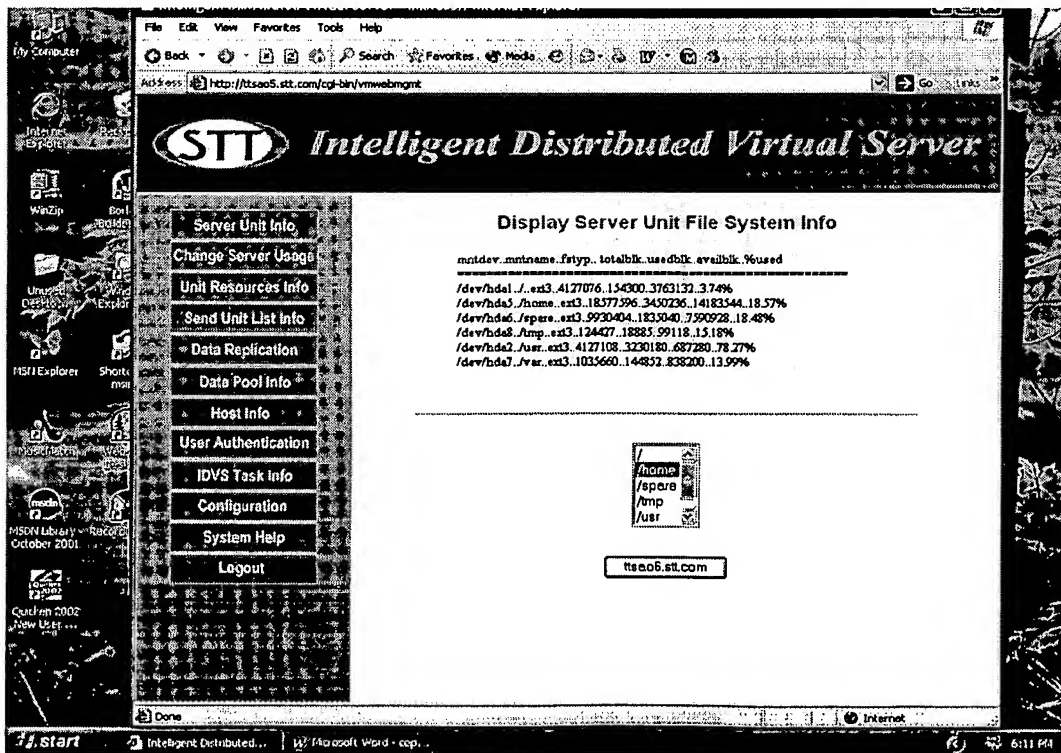 File Edit View Favorites Tools Help
My Computer
Back Search Favorites Media
Address http://ttsao5.stt.com/cgi-bin/vmwebmgmt Go Links
Internet Explorer
STT Intelligent Distributed Virtual Server
WinZip
Display Server Unit File System Info
Server Unit Info
Change Server Usage
Unit Resources Info
Send Unit List Info
Data Replication
Data Pool Info
Host Info
User Authentication
IDVS Task Info
Configuration
System Help
Logout
mntdev..mntname..fstyp.. totalblk..usedblk..availblk..%used
/dev/hda1../..ext3..4127076..154300..3763132..3.74%
/dev/hda5../home..ext3..18577596..3450236..14183544..18.57%
/dev/hda6../spare..ext3..9930404..1835040..7590928..18.48%
/dev/hda8../tmp..ext3..124427..18885..99118..15.18%
/dev/hda2../usr..ext3..4127108..3230180..687280..78.27%
/dev/hda7../var..ext3..1035660..144852..838200..13.99%
/
/home
/spare
/tmp
/usr
ttsao6.stt.com
MSN Explorer
MSDN Library - October 2001
Quicken 2002 New User ...
Done
Internet
start
Intelligent Distributed...
Microsoft Word - cop...
6:11 PM